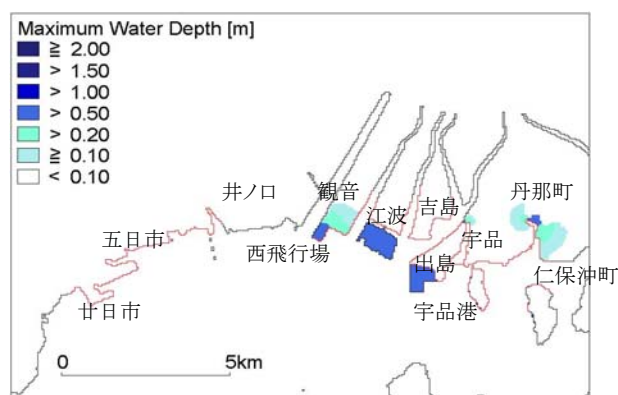 Maximum Water Depth [m]
≧ 2.00
> 1.50
> 1.00
> 0.50
> 0.20
≧ 0.10
< 0.10
井ノ口
観音
吉島
丹那町
江波
五日市
西飛行場
宇品
出島
仁保沖町
廿日市
宇品港
0
5km